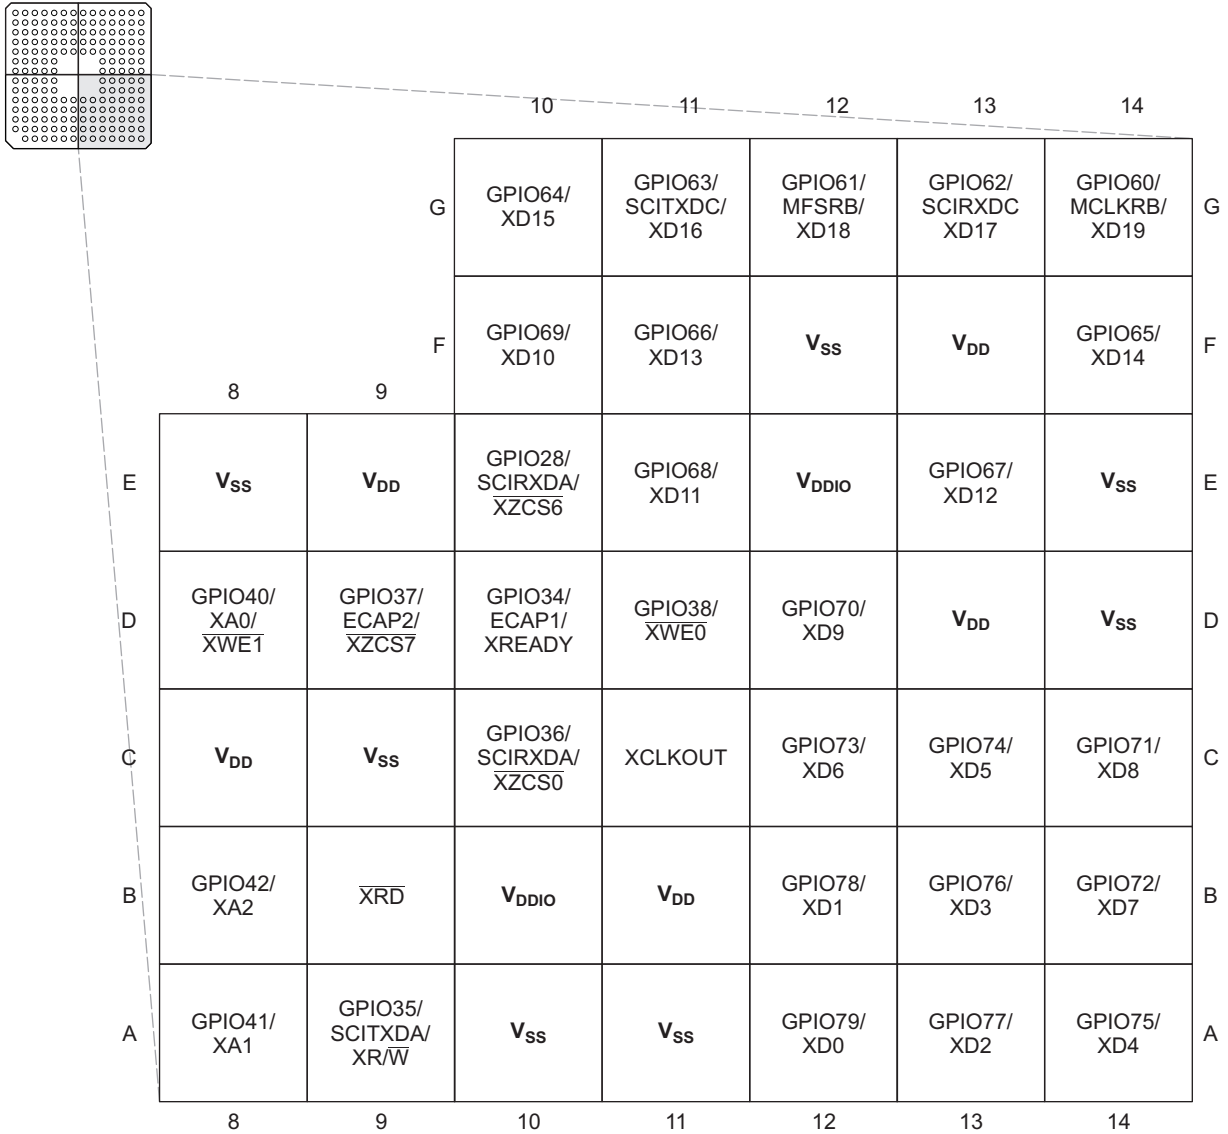 10 11 12 13 14
G GPIO64/ XD15 GPIO63/ SCITXDC/ XD16 GPIO61/ MFSRB/ XD18 GPIO62/ SCIRXDC XD17 GPIO60/ MCLKRB/ XD19 G
F GPIO69/ XD10 GPIO66/ XD13 VSS VDD GPIO65/ XD14 F
8 9
E VSS VDD GPIO28/ SCIRXDA/ XZCS6 GPIO68/ XD11 VDDIO GPIO67/ XD12 VSS E
D GPIO40/ XA0/ XWE1 GPIO37/ ECAP2/ XZCS7 GPIO34/ ECAP1/ XREADY GPIO38/ XWE0 GPIO70/ XD9 VDD VSS D
C VDD VSS GPIO36/ SCIRXDA/ XZCS0 XCLKOUT GPIO73/ XD6 GPIO74/ XD5 GPIO71/ XD8 C
B GPIO42/ XA2 XRD VDDIO VDD GPIO78/ XD1 GPIO76/ XD3 GPIO72/ XD7 B
A GPIO41/ XA1 GPIO35/ SCITXDA/ XR/W VSS VSS GPIO79/ XD0 GPIO77/ XD2 GPIO75/ XD4 A
8 9 10 11 12 13 14